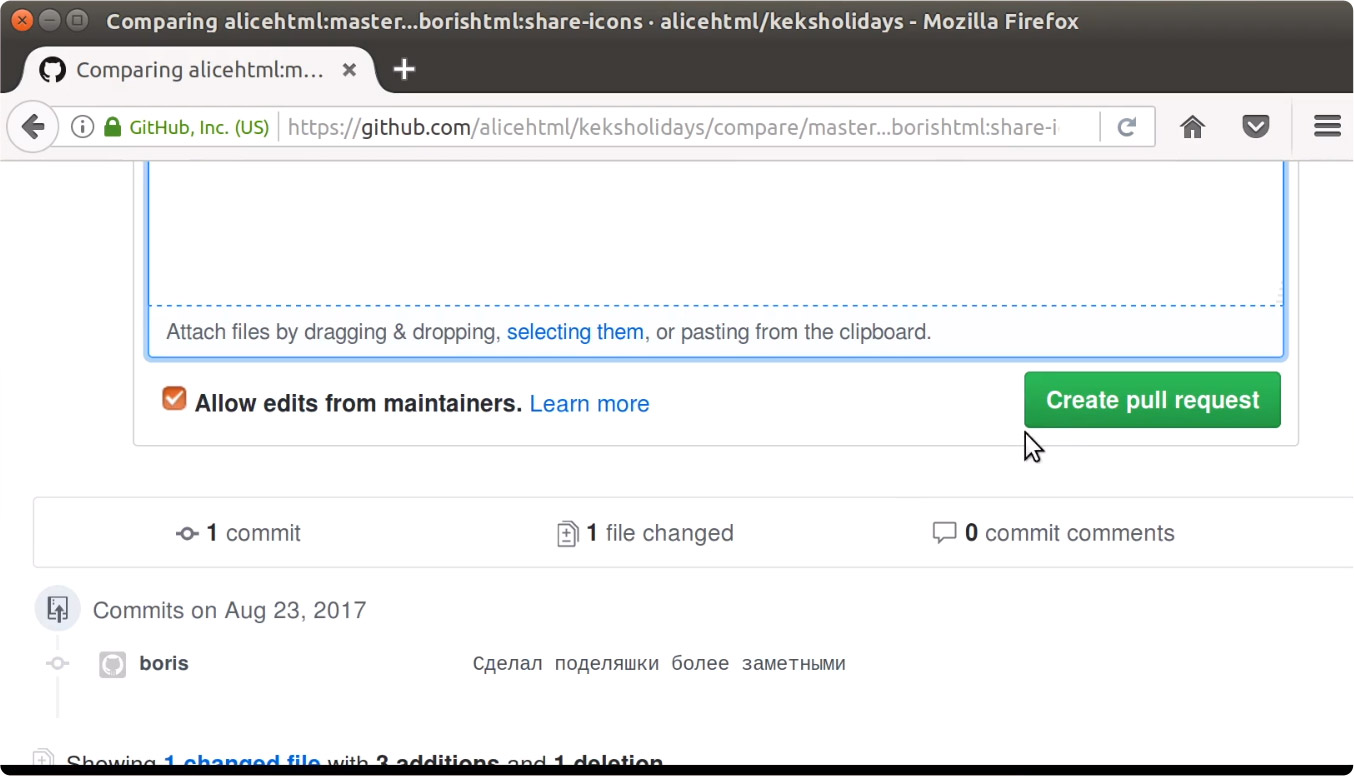 Comparing alicehtml:master...borishtml:share-icons · alicehtml/keksholidays - Mozilla Firefox
Comparing alicehtml:m...
GitHub, Inc. (US) https://github.com/alicehtml/keksholidays/compare/master...borishtml:share-i
Attach files by dragging & dropping, selecting them, or pasting from the clipboard.
Allow edits from maintainers. Learn more
Create pull request
1 commit
1 file changed
0 commit comments
Commits on Aug 23, 2017
boris
Сделал поделяшки более заметными
Showing 1 changed file with 3 additions and 1 deletion